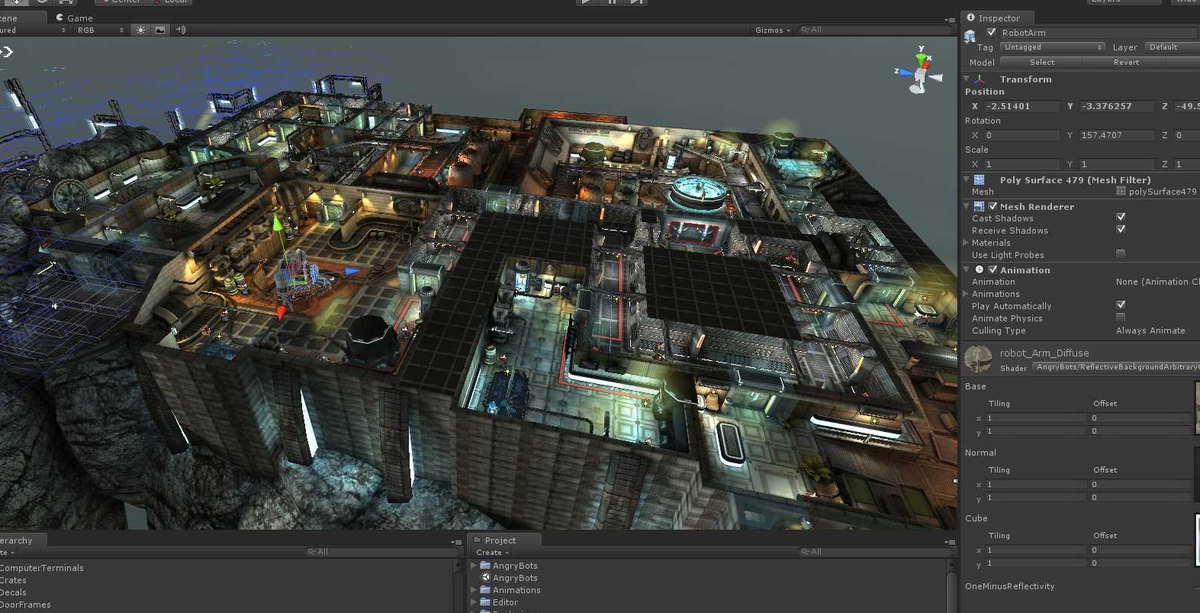 Center
Local
Layers
cene
Game
Inspector
ured
RGB
Gizmos
All
RobotArm
Tag Untagged Layer Default
Model Select Revert
Transform
Position
X -2.51401 Y -3.376257 Z -49.5
Rotation
X 0 Y 157.4707 Z 0
Scale
X 1 Y 1 Z 1
Poly Surface 479 (Mesh Filter)
Mesh polySurface479
Mesh Renderer
Cast Shadows
Receive Shadows
Materials
Use Light Probes
Animation
Animation None (Animation Cl
Animations
Play Automatically
Animate Physics
Culling Type Always Animate
robot_Arm_Diffuse
Shader AngryBots/ReflectiveBackgroundArbitraryG
Base
Tiling Offset
x 1 0
y 1 0
Normal
Tiling Offset
x 1 0
y 1 0
Cube
Tiling Offset
x 1 0
y 1 0
OneMinusReflectivity
y
x
z
erarchy
te
All
ComputerTerminals
Crates
Decals
DoorFrames
Project
Create
All
AngryBots
AngryBots
Animations
Editor